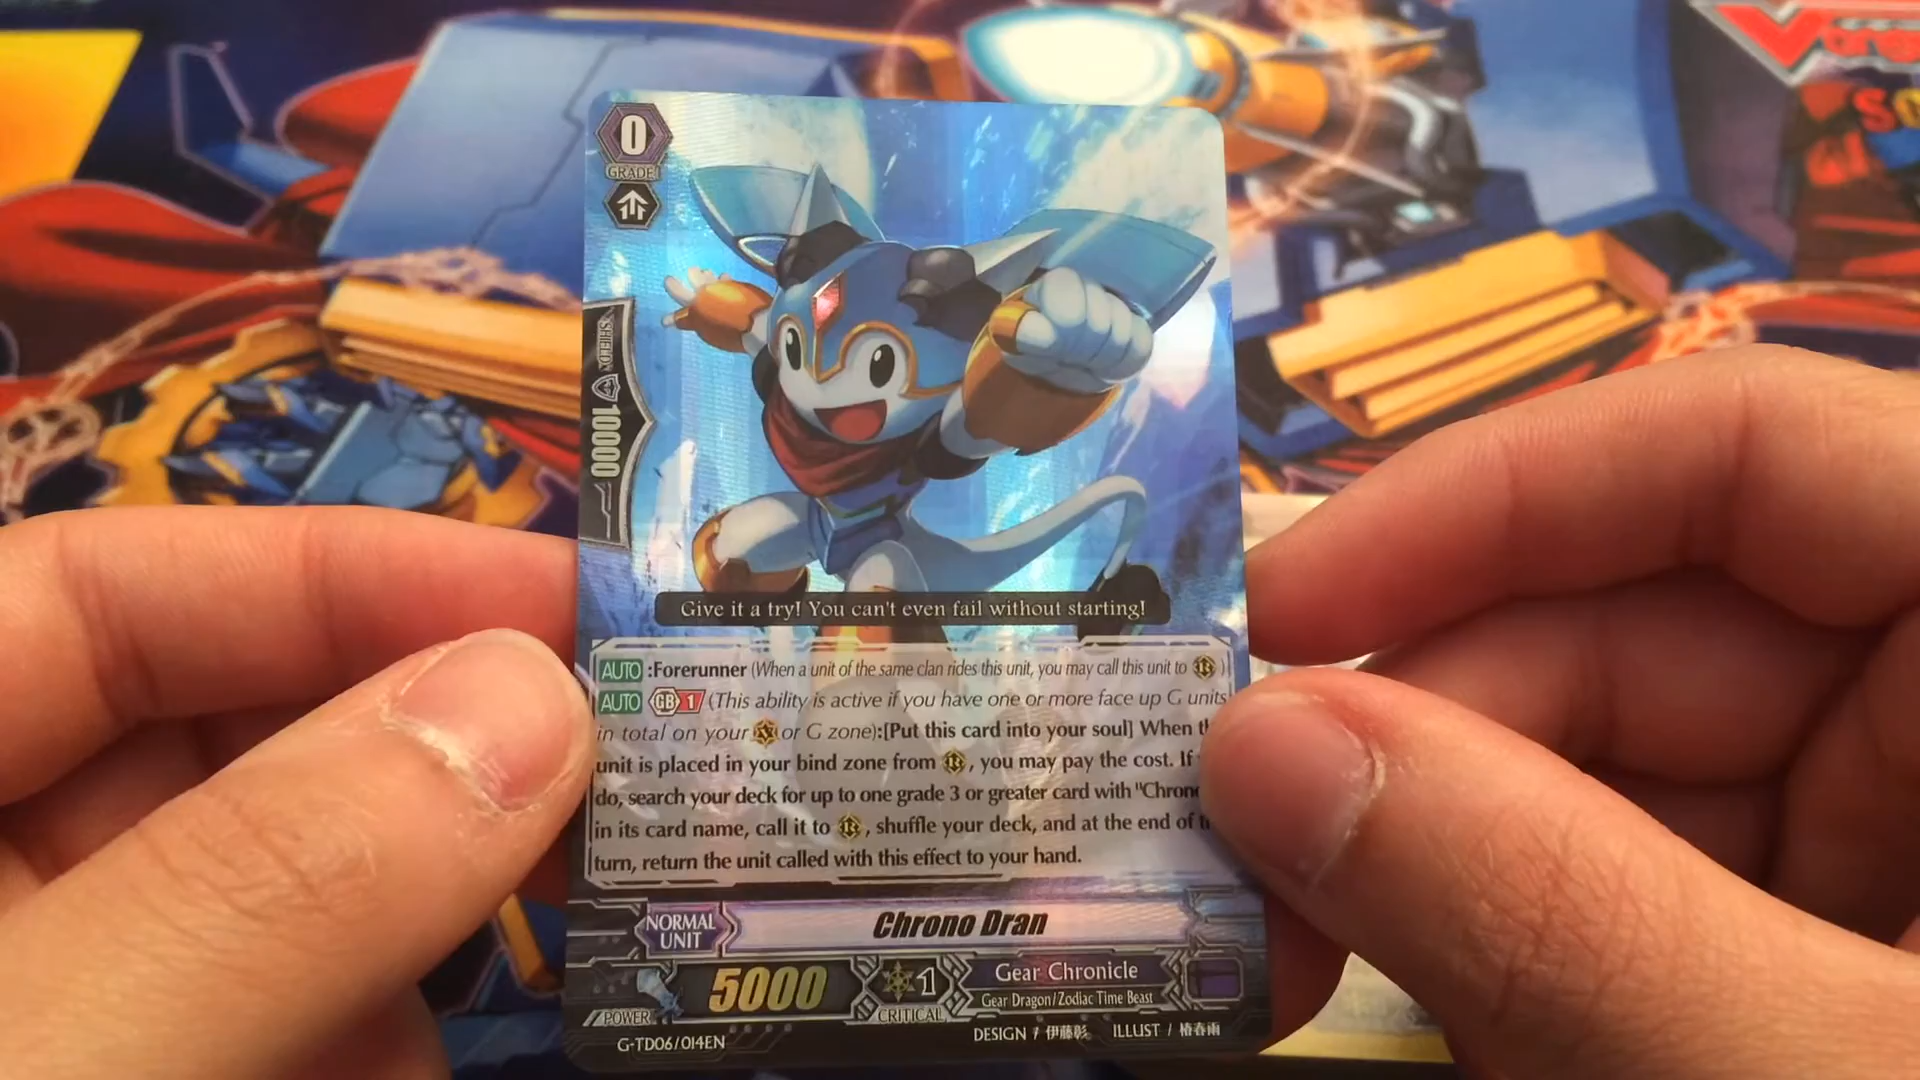 0
GRADE
SHIELD
10000
Give it a try! You can't even fail without starting!
AUTO :Forerunner (When a unit of the same clan rides this unit, you may call this unit to )
AUTO GB 1 (This ability is active if you have one or more face up G units
in total on your or G zone):[Put this card into your soul] When
unit is placed in your bind zone from , you may pay the cost. If
do, search your deck for up to one grade 3 or greater card with "Chrono
in its card name, call it to , shuffle your deck, and at the end of
turn, return the unit called with this effect to your hand.
NORMAL
UNIT
Chrono Dran
POWER
5000
1
CRITICAL
Gear Chronicle
Gear Dragon/Zodiac Time Beast
G-TD06/014EN
DESIGN / 伊藤彰
ILLUST / 椿春雨